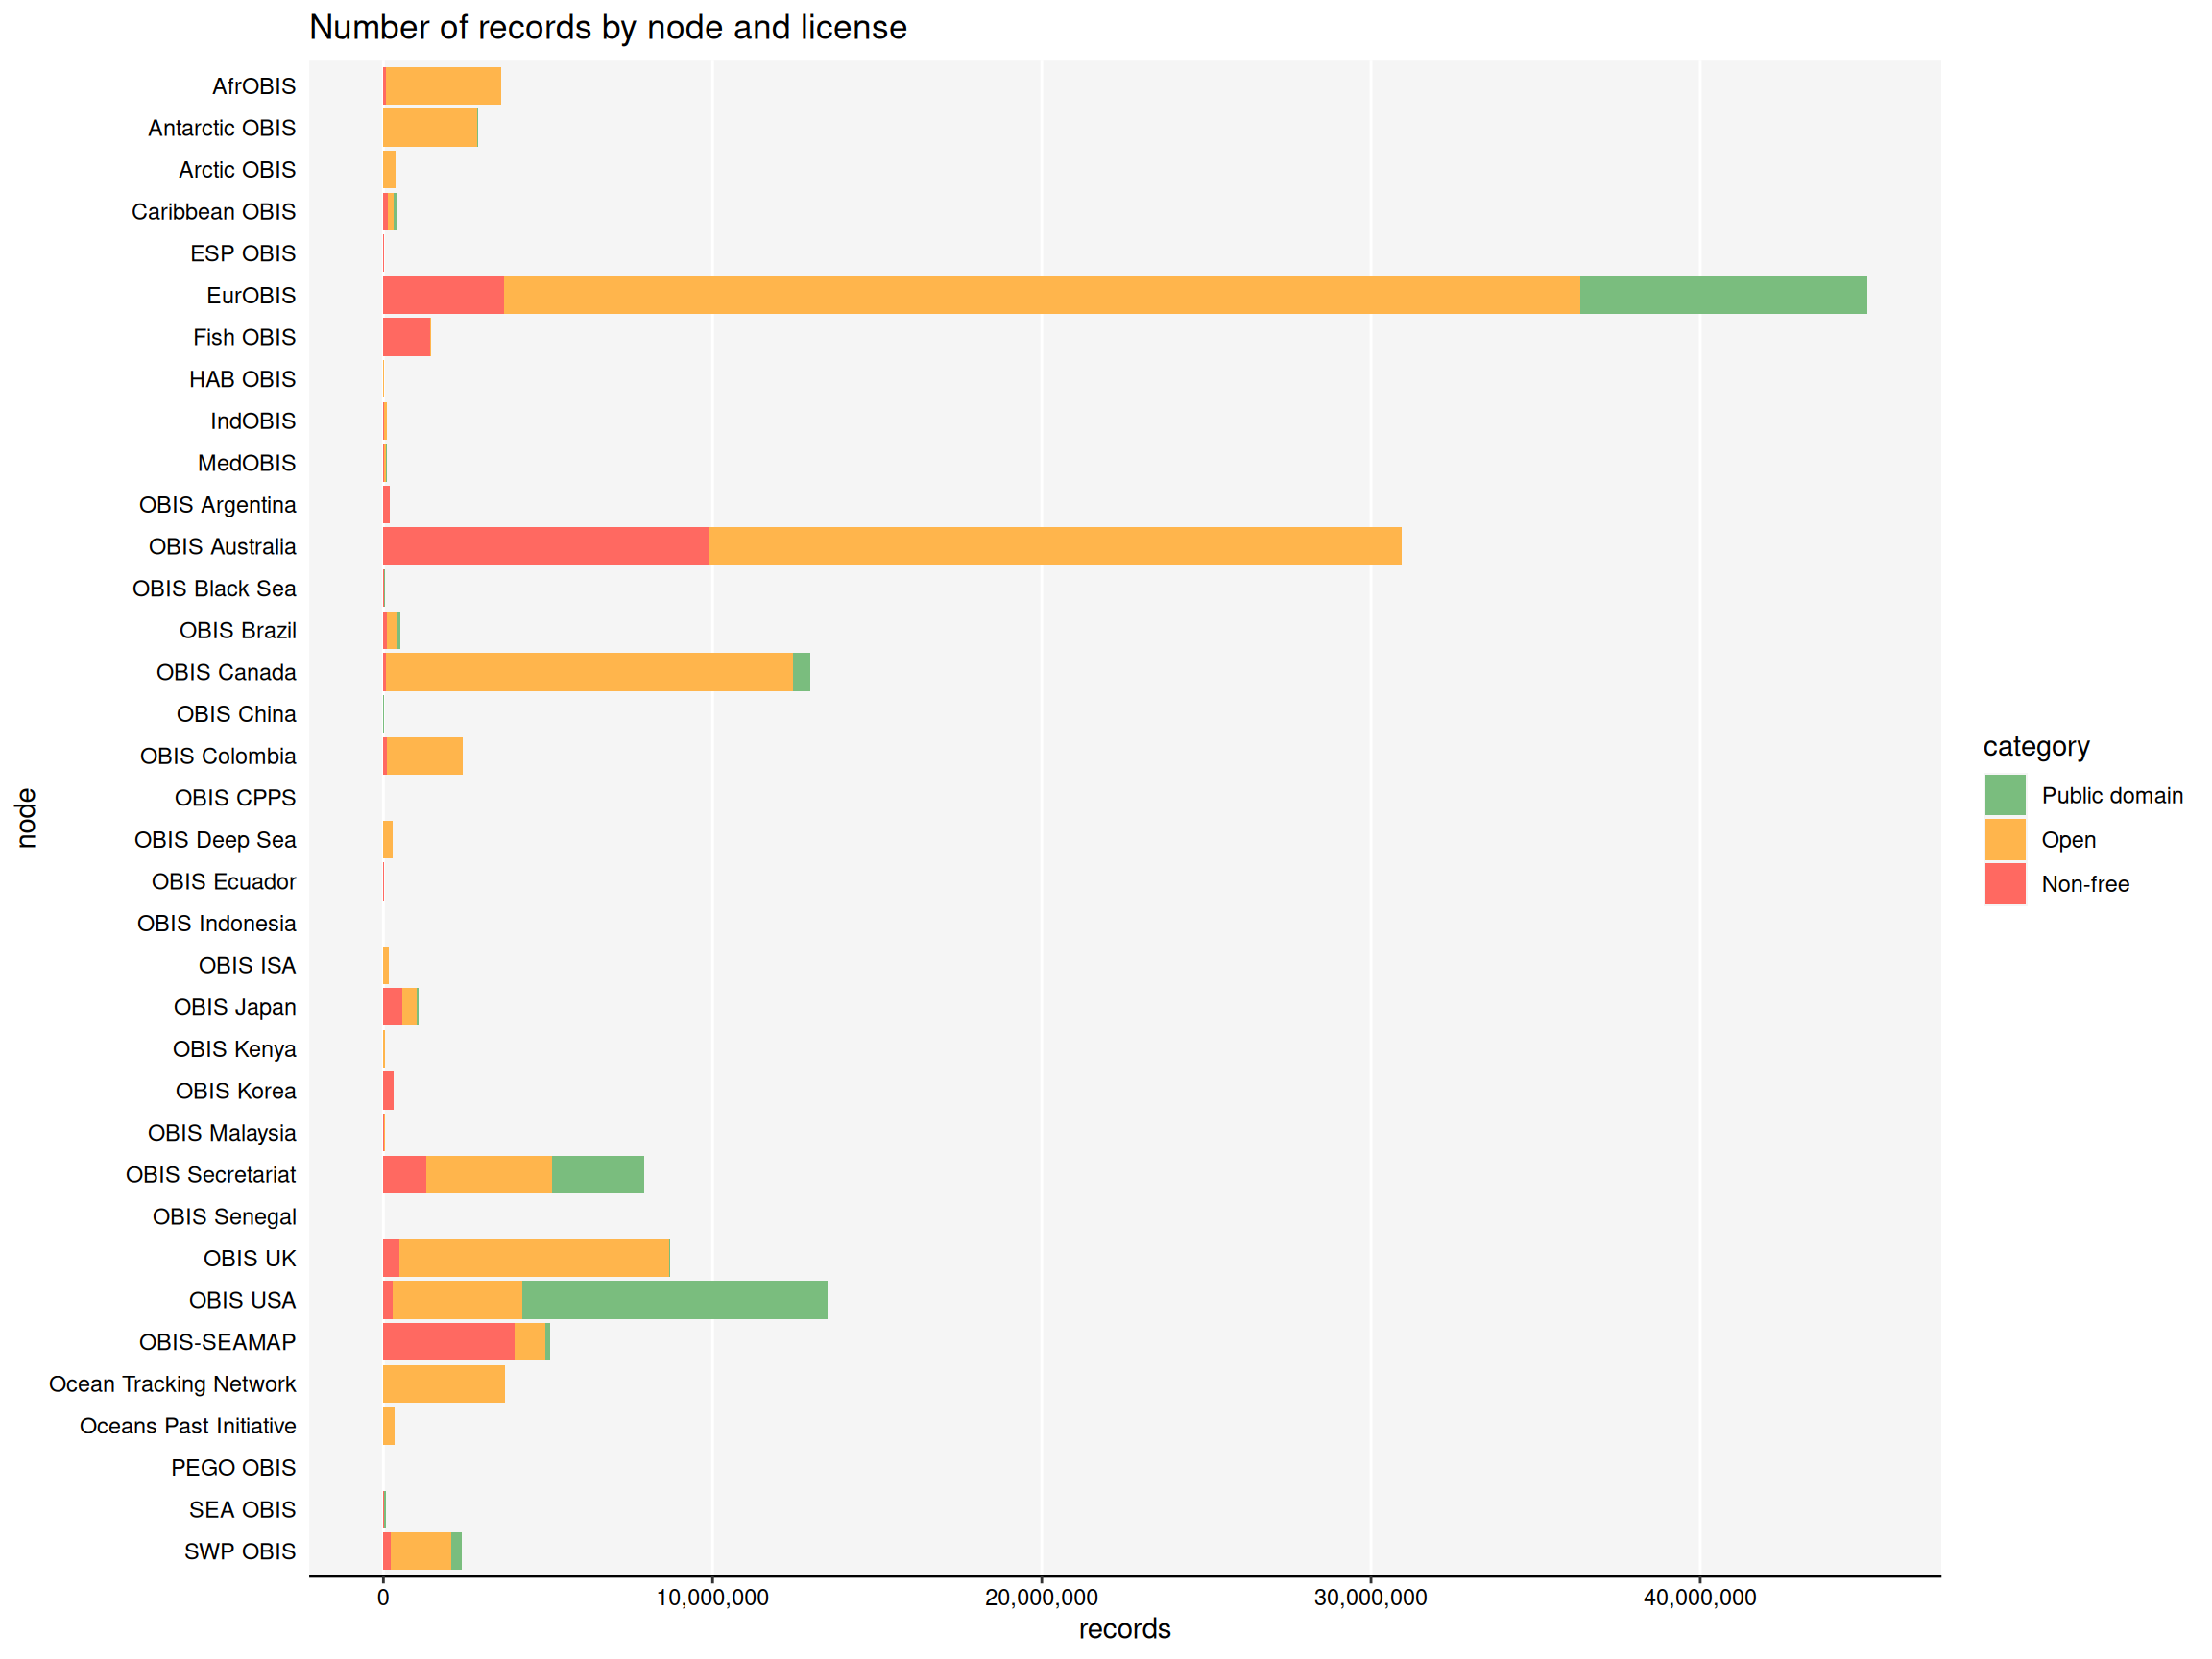 Number of records by node and license
AfrOBIS
Antarctic OBIS
Arctic OBIS
Caribbean OBIS
ESP OBIS
EurOBIS
Fish OBIS
HAB OBIS
IndOBIS
MedOBIS
OBIS Argentina
OBIS Australia
OBIS Black Sea
OBIS Brazil
OBIS Canada
OBIS China
OBIS Colombia
OBIS CPPS
OBIS Deep Sea
OBIS Ecuador
OBIS Indonesia
OBIS ISA
OBIS Japan
OBIS Kenya
OBIS Korea
OBIS Malaysia
OBIS Secretariat
OBIS Senegal
OBIS UK
OBIS USA
OBIS-SEAMAP
Ocean Tracking Network
Oceans Past Initiative
PEGO OBIS
SEA OBIS
SWP OBIS
node
0 10,000,000 20,000,000 30,000,000 40,000,000
records
category
Public domain
Open
Non-free